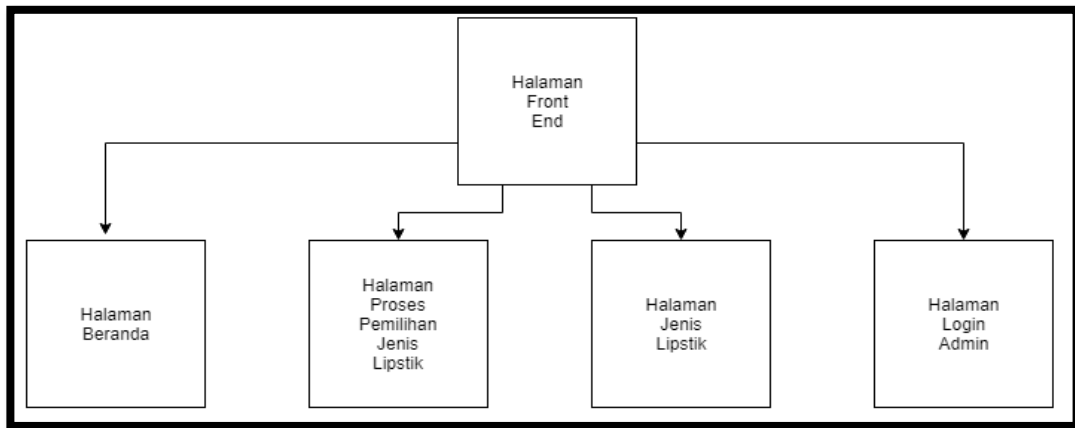 Halaman
Front
End
Halaman
Beranda
Halaman
Proses
Pemilihan
Jenis
Lipstik
Halaman
Jenis
Lipstik
Halaman
Login
Admin